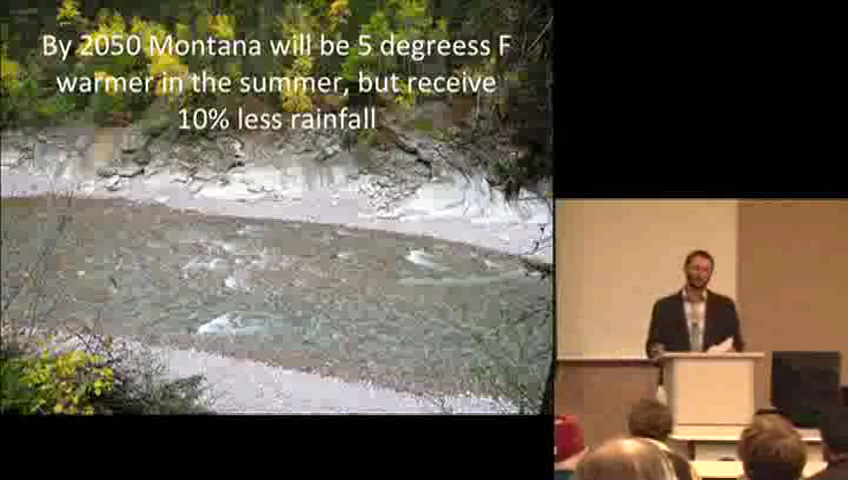 By 2050 Montana will be 5 degreess F
warmer in the summer, but receive
10% less rainfall